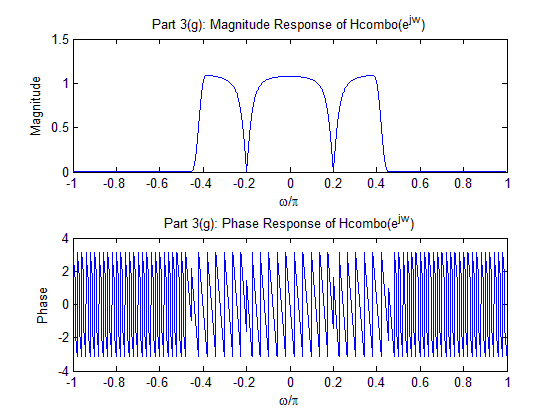 Part 3(g): Magnitude Response of Hcombo(e^jw)
1.5
1
0.5
0
Magnitude
-1 -0.8 -0.6 -0.4 -0.2 0 0.2 0.4 0.6 0.8 1
ω/π
Part 3(g): Phase Response of Hcombo(e^jw)
4
2
0
-2
-4
Phase
-1 -0.8 -0.6 -0.4 -0.2 0 0.2 0.4 0.6 0.8 1
ω/π